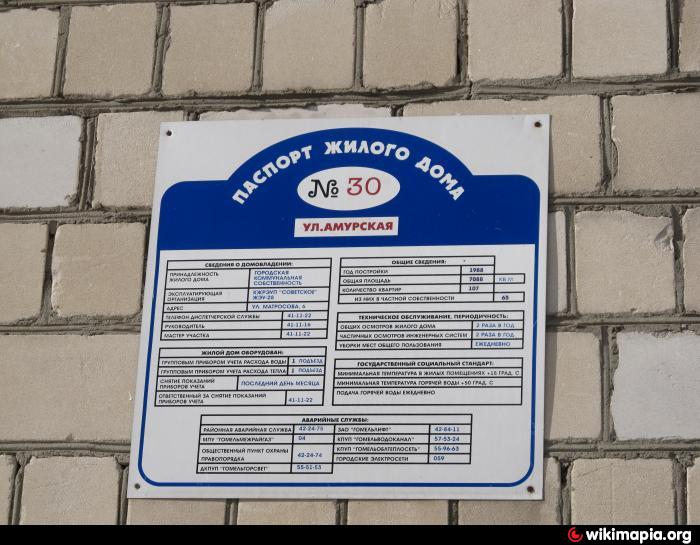 ПАСПОРТ ЖИЛОГО ДОМА
№ 30
УЛ.АМУРСКАЯ
СВЕДЕНИЯ О ДОМОВЛАДЕНИИ:
ПРИНАДЛЕЖНОСТЬ ЖИЛОГО ДОМА ГОРОДСКАЯ КОММУНАЛЬНАЯ СОБСТВЕННОСТЬ
ЭКСПЛУАТИРУЮЩАЯ ОРГАНИЗАЦИЯ КЖРЭУП "СОВЕТСКОЕ" ЖЭУ-28
АДРЕС УЛ. МАТРОСОВА, 6
ТЕЛЕФОН ДИСПЕТЧЕРСКОЙ СЛУЖБЫ 41-11-22
РУКОВОДИТЕЛЬ 41-11-16
МАСТЕР УЧАСТКА 41-11-22
ЖИЛОЙ ДОМ ОБОРУДОВАН:
ГРУППОВЫМ ПРИБОРОМ УЧЕТА РАСХОДА ВОДЫ 1 ПОДЪЕЗД
ГРУППОВЫМ ПРИБОРОМ УЧЕТА РАСХОДА ТЕПЛА 1 ПОДЪЕЗД
СНЯТИЕ ПОКАЗАНИЙ ПРИБОРОВ УЧЕТА ПОСЛЕДНИЙ ДЕНЬ МЕСЯЦА
ОТВЕТСТВЕННЫЙ ЗА СНЯТИЕ ПОКАЗАНИЙ ПРИБОРОВ УЧЕТА 41-11-22
ОБЩИЕ СВЕДЕНИЯ:
ГОД ПОСТРОЙКИ 1988
ОБЩАЯ ПЛОЩАДЬ 7088 КВ.М
КОЛИЧЕСТВО КВАРТИР 107
ИЗ НИХ В ЧАСТНОЙ СОБСТВЕННОСТИ 65
ТЕХНИЧЕСКОЕ ОБСЛУЖИВАНИЕ, ПЕРИОДИЧНОСТЬ:
ОБЩИХ ОСМОТРОВ ЖИЛОГО ДОМА 2 РАЗА В ГОД
ЧАСТИЧНЫХ ОСМОТРОВ ИНЖЕНЕРНЫХ СИСТЕМ 2 РАЗА В ГОД
УБОРКИ МЕСТ ОБЩЕГО ПОЛЬЗОВАНИЯ ЕЖЕДНЕВНО
ГОСУДАРСТВЕННЫЙ СОЦИАЛЬНЫЙ СТАНДАРТ:
МИНИМАЛЬНАЯ ТЕМПЕРАТУРА В ЖИЛЫХ ПОМЕЩЕНИЯХ +18 ГРАД. С
МИНИМАЛЬНАЯ ТЕМПЕРАТУРА ГОРЯЧЕЙ ВОДЫ +50 ГРАД. С
ПОДАЧА ГОРЯЧЕЙ ВОДЫ ЕЖЕДНЕВНО
АВАРИЙНЫЕ СЛУЖБЫ:
РАЙОННАЯ АВАРИЙНАЯ СЛУЖБА 42-24-75
МПУ "ГОМЕЛЬМЕЖРАЙГАЗ" 04
ОБЩЕСТВЕННЫЙ ПУНКТ ОХРАНЫ ПРАВОПОРЯДКА 42-24-74
ДКПУП "ГОМЕЛЬГОРСВЕТ" 55-51-53
ЗАО "ГОМЕЛЬЛИФТ" 42-84-11
КПУП "ГОМЕЛЬВОДОКАНАЛ" 57-53-24
КПУП "ГОМЕЛЬОБЛТЕПЛОСЕТЬ" 55-96-63
ГОРОДСКИЕ ЭЛЕКТРОСЕТИ 059
wikimapia.org